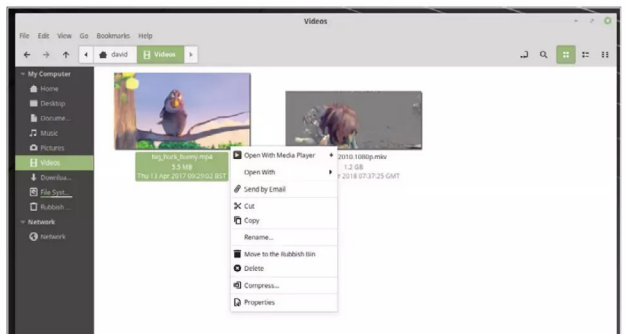 Videos
File Edit View Go Bookmarks Help
david Videos
My Computer
Home
Desktop
Docume...
Music
Pictures
Videos
Downloa...
File Syst...
Rubbish ...
Network
Network
big_buck_bunny.mp4
5.5 MB
Thu 13 Apr 2017 09:29:02 BST
2010.1080p.mkv
1.2 GB
2018 07:37:25 GMT
Open With Media Player +
Open With
Send by Email
Cut
Copy
Rename...
Move to the Rubbish Bin
Delete
Compress...
Properties